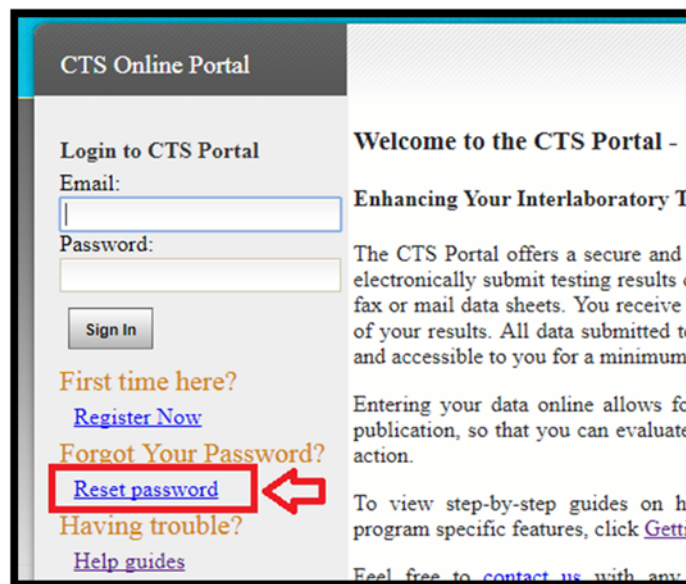 CTS Online Portal
Login to CTS Portal
Email:
Password:
Sign In
First time here?
Register Now
Forgot Your Password?
Reset password
Having trouble?
Help guides
Welcome to the CTS Portal -
Enhancing Your Interlaboratory
The CTS Portal offers a secure and
electronically submit testing results
fax or mail data sheets. You receive
of your results. All data submitted
and accessible to you for a minimum
Entering your data online allows
publication, so that you can evaluate
action.
To view step-by-step guides on
program specific features, click
Feel free to contact us with any